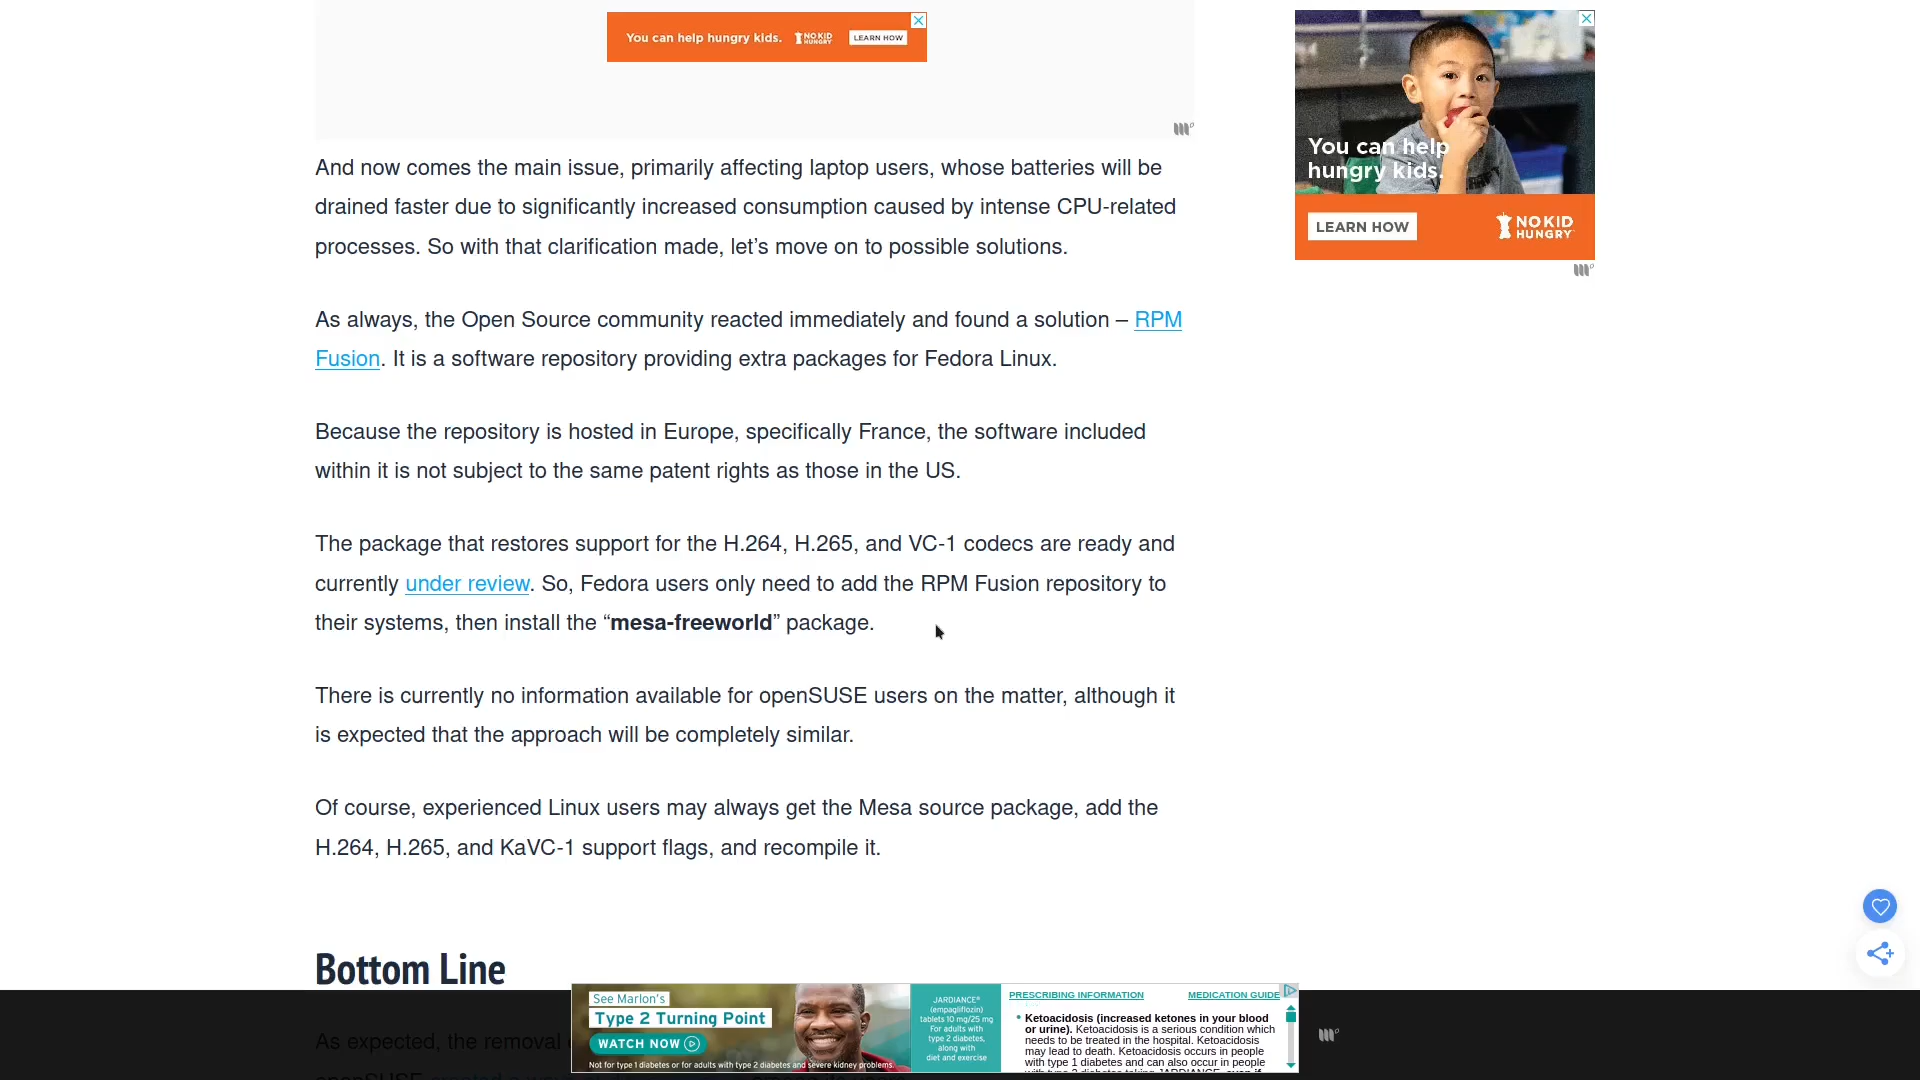 You can help hungry kids. NO KID HUNGRY LEARN HOW
You can help
hungry kids.
LEARN HOW NO KID HUNGRY
And now comes the main issue, primarily affecting laptop users, whose batteries will be
drained faster due to significantly increased consumption caused by intense CPU-related
processes. So with that clarification made, let’s move on to possible solutions.
As always, the Open Source community reacted immediately and found a solution – RPM
Fusion. It is a software repository providing extra packages for Fedora Linux.
Because the repository is hosted in Europe, specifically France, the software included
within it is not subject to the same patent rights as those in the US.
The package that restores support for the H.264, H.265, and VC-1 codecs are ready and
currently under review. So, Fedora users only need to add the RPM Fusion repository to
their systems, then install the “mesa-freeworld” package.
There is currently no information available for openSUSE users on the matter, although it
is expected that the approach will be completely similar.
Of course, experienced Linux users may always get the Mesa source package, add the
H.264, H.265, and KaVC-1 support flags, and recompile it.
Bottom Line
As expected, the removal
openSUSE
See Marlon's
Type 2 Turning Point
WATCH NOW
Not for type 1 diabetes or for adults with type 2 diabetes and severe kidney problems.
JARDIANCE®
(empagliflozin)
tablets 10 mg/25 mg
For adults with
type 2 diabetes,
along with
diet and exercise
PRESCRIBING INFORMATION MEDICATION GUIDE
• Ketoacidosis (increased ketones in your blood
or urine). Ketoacidosis is a serious condition which
needs to be treated in the hospital. Ketoacidosis
may lead to death. Ketoacidosis occurs in people
with type 1 diabetes and can also occur in people
with type 2 diabetes taking JARDIANCE, even if